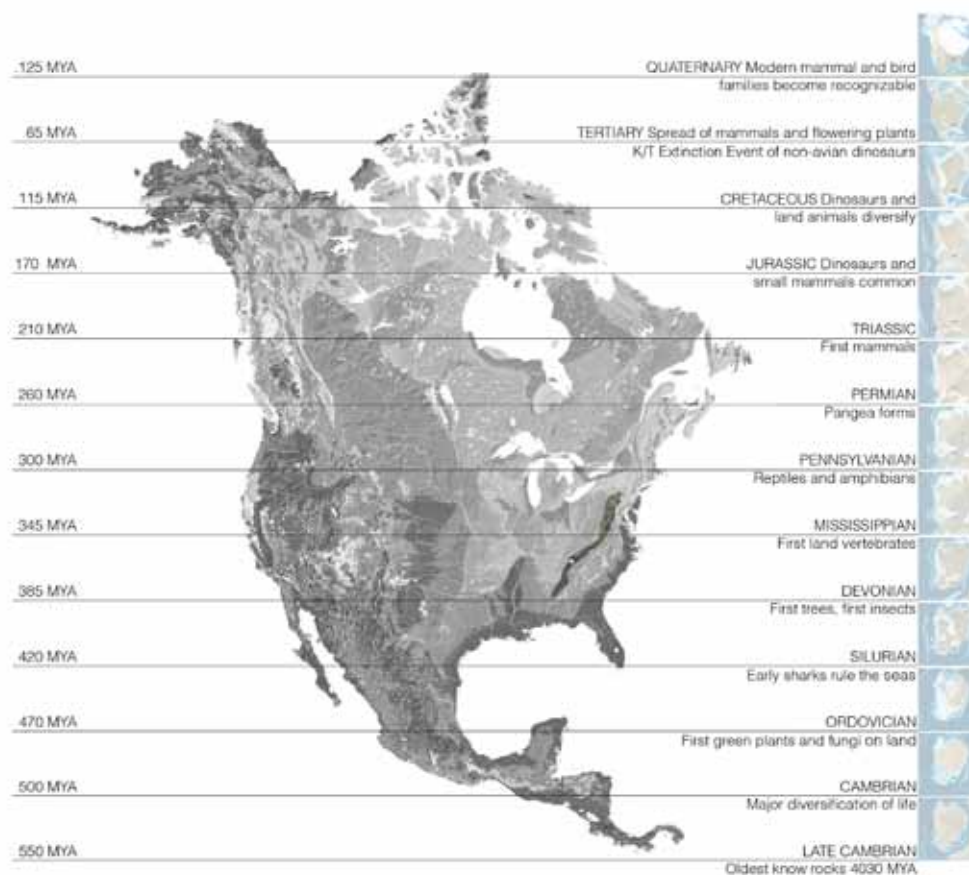 .125 MYA
QUATERNARY Modern mammal and bird
families become recognizable
65 MYA
TERTIARY Spread of mammals and flowering plants
K/T Extinction Event of non-avian dinosaurs
115 MYA
CRETACEOUS Dinosaurs and
land animals diversify
170 MYA
JURASSIC Dinosaurs and
small mammals common
210 MYA
TRIASSIC
First mammals
260 MYA
PERMIAN
Pangea forms
300 MYA
PENNSYLVANIAN
Reptiles and amphibians
345 MYA
MISSISSIPPIAN
First land vertebrates
385 MYA
DEVONIAN
First trees, first insects
420 MYA
SILURIAN
Early sharks rule the seas
470 MYA
ORDOVICIAN
First green plants and fungi on land
500 MYA
CAMBRIAN
Major diversification of life
550 MYA
LATE CAMBRIAN
Oldest know rocks 4030 MYA